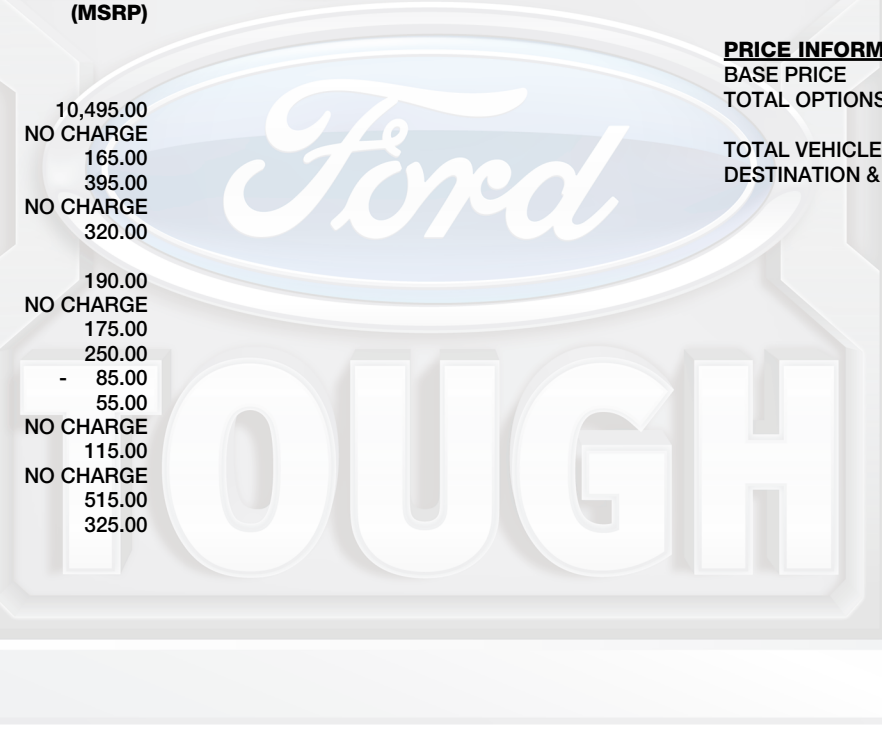 (MSRP)
10,495.00
NO CHARGE
165.00
395.00
NO CHARGE
320.00
190.00
NO CHARGE
175.00
250.00
- 85.00
55.00
NO CHARGE
115.00
NO CHARGE
515.00
325.00
PRICE INFORM
BASE PRICE
TOTAL OPTIONS
TOTAL VEHICLE
DESTINATION &
Ford
TOUGH